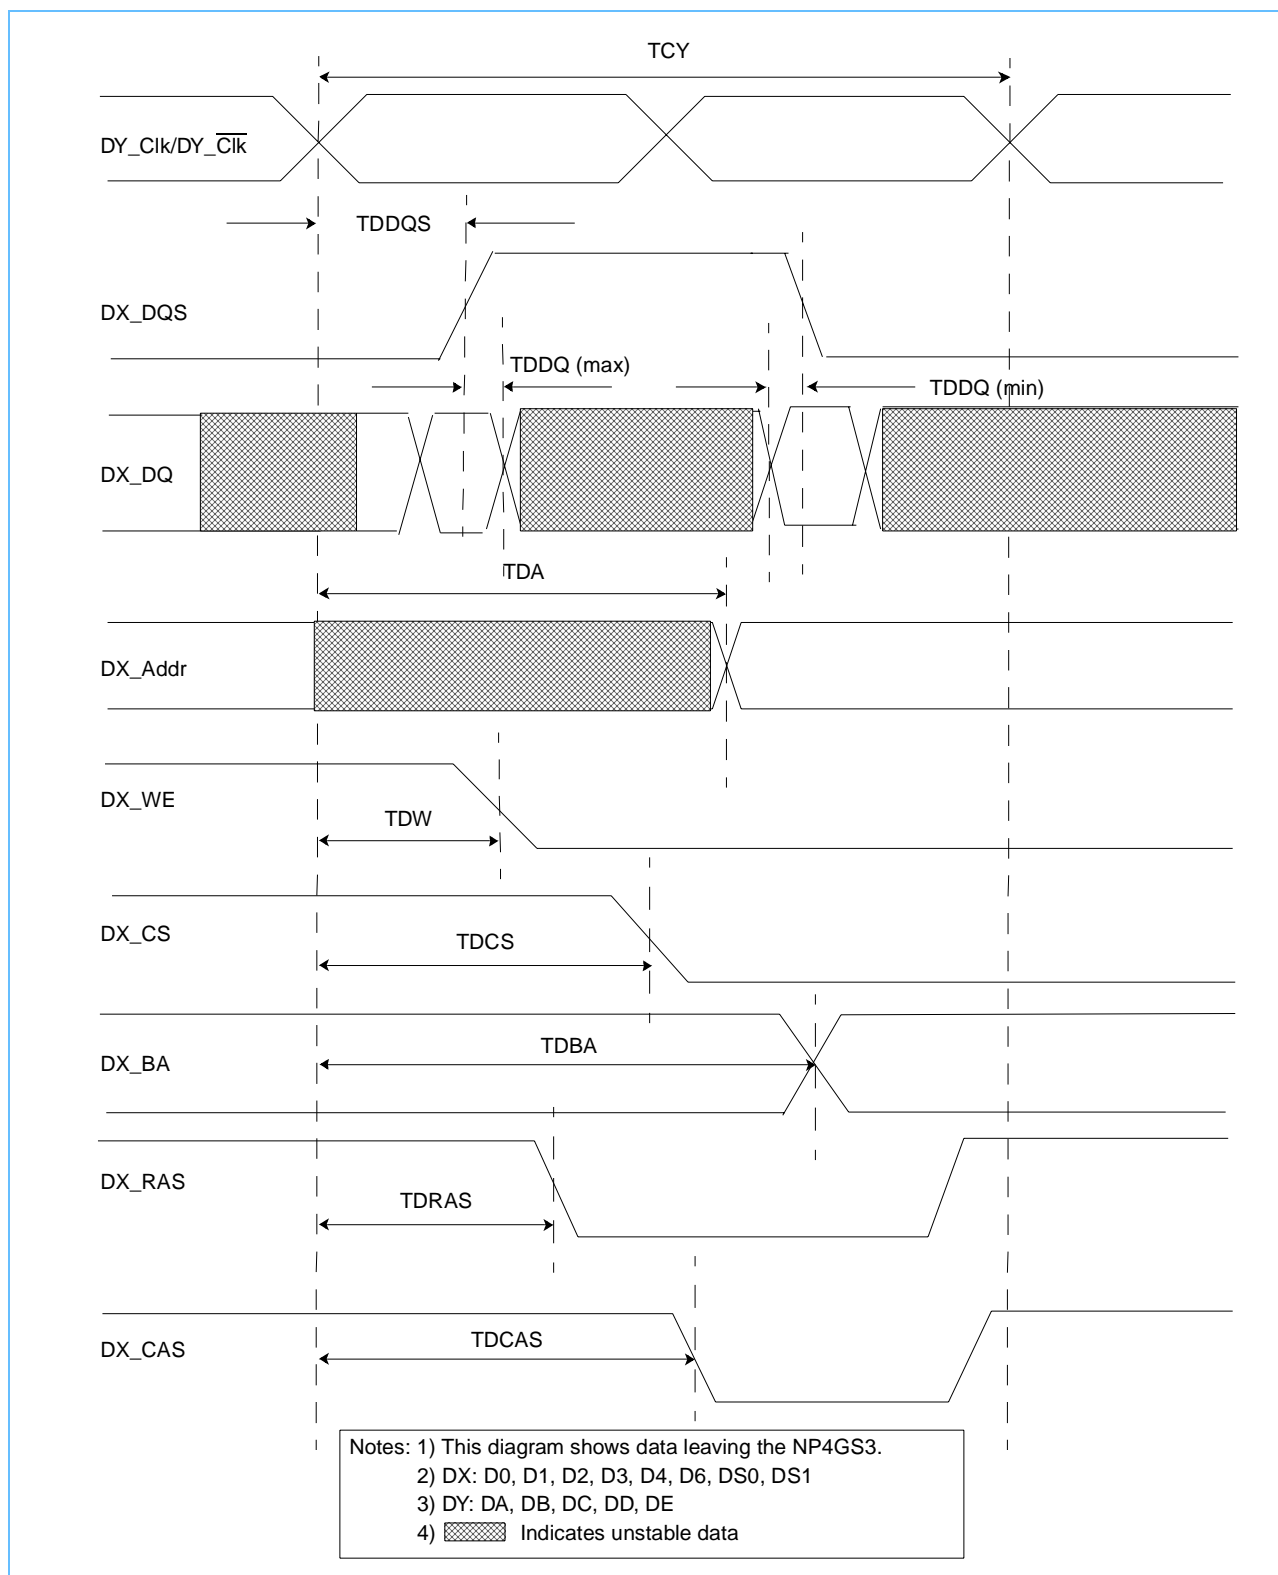 TCY
DY_Clk/DY_C̅l̅k̅
TDDQS
DX_DQS
TDDQ (max)
TDDQ (min)
DX_DQ
TDA
DX_Addr
DX_WE
TDW
DX_CS
TDCS
TDBA
DX_BA
DX_RAS
TDRAS
TDCAS
DX_CAS
Notes: 1) This diagram shows data leaving the NP4GS3.
2) DX: D0, D1, D2, D3, D4, D6, DS0, DS1
3) DY: DA, DB, DC, DD, DE
4) Indicates unstable data